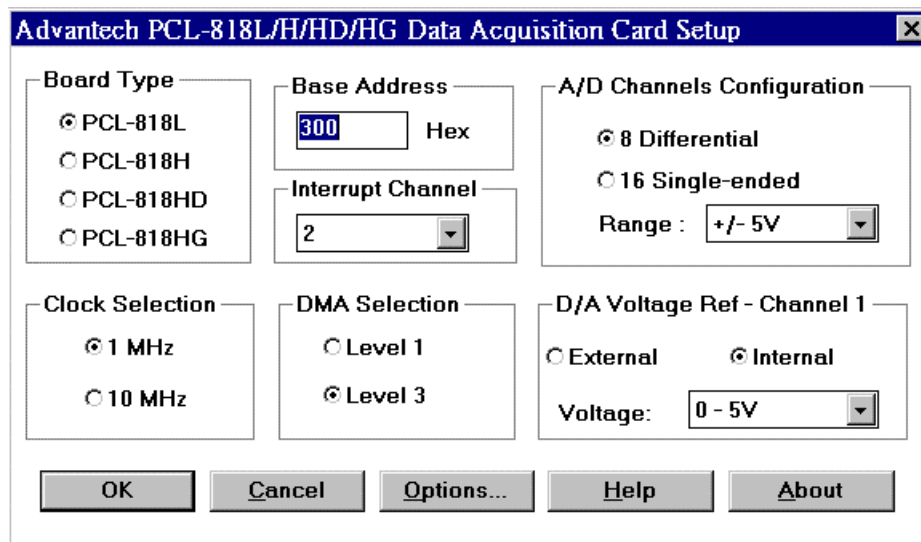 Advantech PCL-818L/H/HD/HG Data Acquisition Card Setup
Board Type
PCL-818L
PCL-818H
PCL-818HD
PCL-818HG
Base Address
300 Hex
Interrupt Channel
2
A/D Channels Configuration
8 Differential
16 Single-ended
Range : +/- 5V
Clock Selection
1 MHz
10 MHz
DMA Selection
Level 1
Level 3
D/A Voltage Ref - Channel 1
External Internal
Voltage: 0 - 5V
OK Cancel Options... Help About